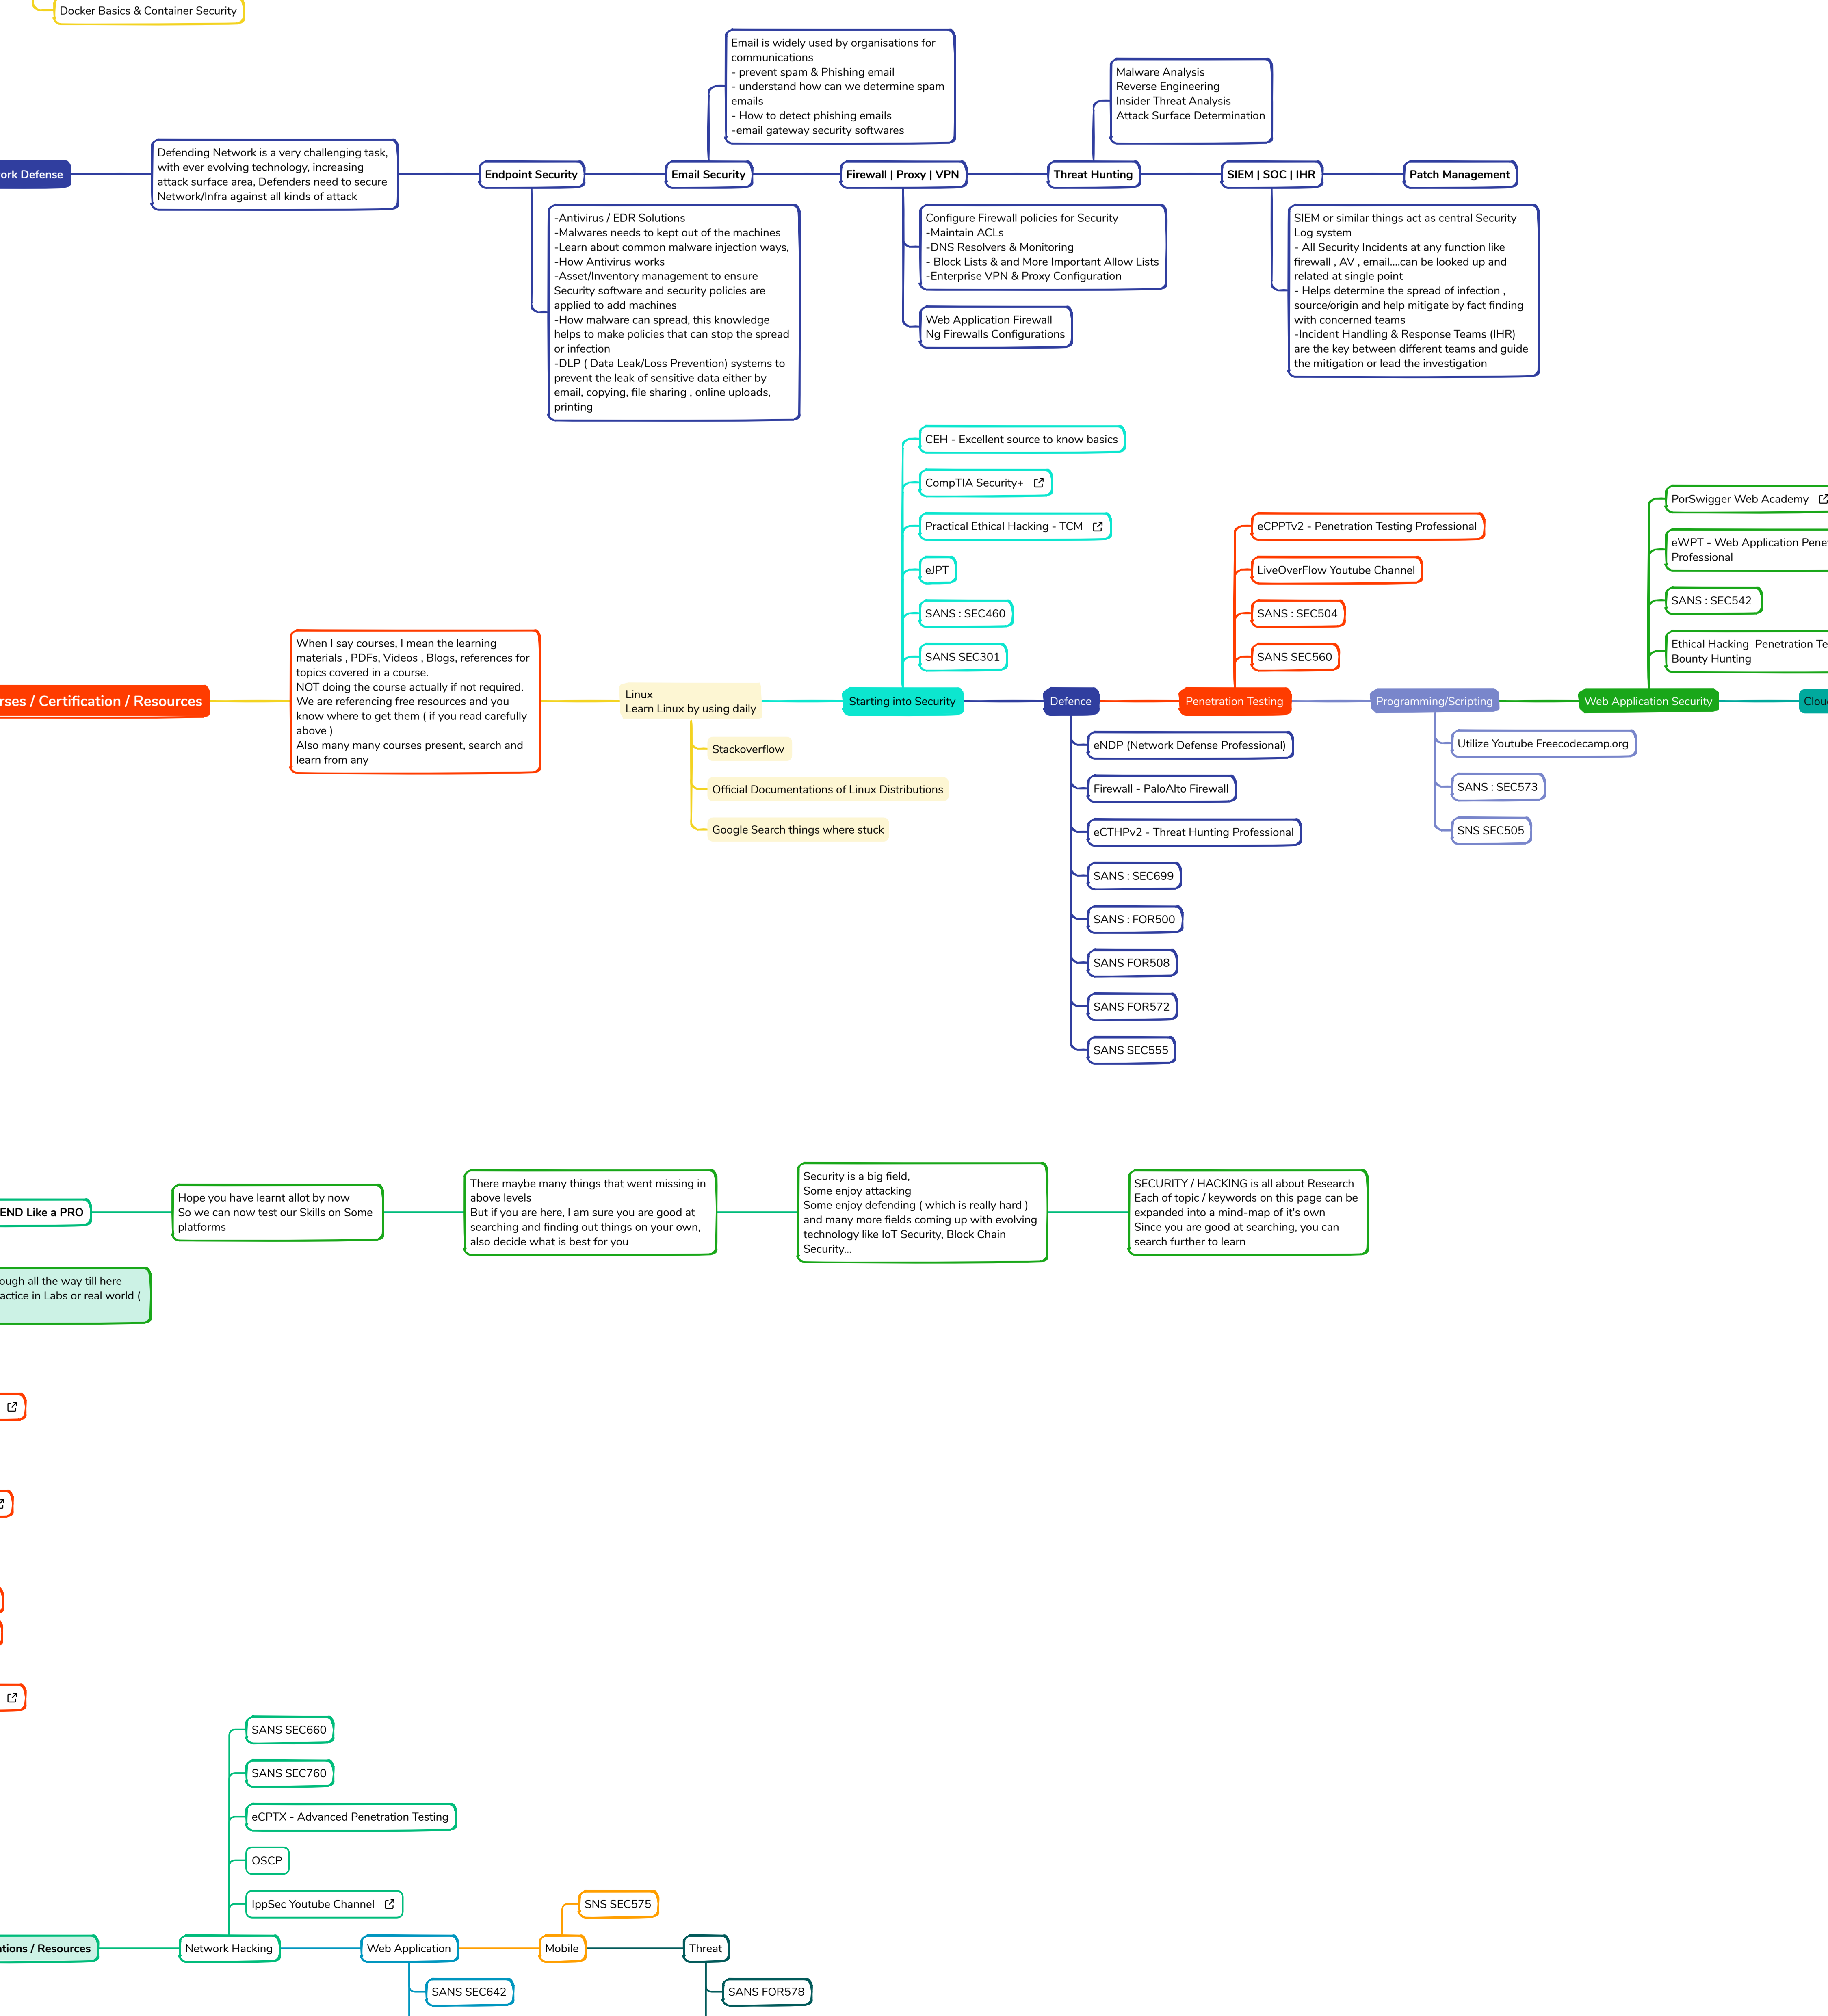 Docker Basics & Container Security
Email is widely used by organisations for
communications
- prevent spam & Phishing email
- understand how can we determine spam
emails
- How to detect phishing emails
-email gateway security softwares
Malware Analysis
Reverse Engineering
Insider Threat Analysis
Attack Surface Determination
ork Defense
Defending Network is a very challenging task,
with ever evolving technology, increasing
attack surface area, Defenders need to secure
Network/Infra against all kinds of attack
Endpoint Security
Email Security
Firewall | Proxy | VPN
Threat Hunting
SIEM | SOC | IHR
Patch Management
-Antivirus / EDR Solutions
-Malwares needs to kept out of the machines
-Learn about common malware injection ways,
-How Antivirus works
-Asset/Inventory management to ensure
Security software and security policies are
applied to add machines
-How malware can spread, this knowledge
helps to make policies that can stop the spread
or infection
-DLP ( Data Leak/Loss Prevention) systems to
prevent the leak of sensitive data either by
email, copying, file sharing , online uploads,
printing
Configure Firewall policies for Security
-Maintain ACLs
-DNS Resolvers & Monitoring
- Block Lists & and More Important Allow Lists
-Enterprise VPN & Proxy Configuration
Web Application Firewall
Ng Firewalls Configurations
SIEM or similar things act as central Security
Log system
- All Security Incidents at any function like
firewall , AV , email....can be looked up and
related at single point
- Helps determine the spread of infection ,
source/origin and help mitigate by fact finding
with concerned teams
-Incident Handling & Response Teams (IHR)
are the key between different teams and guide
the mitigation or lead the investigation
CEH - Excellent source to know basics
CompTIA Security+
Practical Ethical Hacking - TCM
eJPT
SANS : SEC460
SANS SEC301
eCPPTv2 - Penetration Testing Professional
LiveOverFlow Youtube Channel
SANS : SEC504
SANS SEC560
PorSwigger Web Academy
eWPT - Web Application Pene
Professional
SANS : SEC542
Ethical Hacking  Penetration Te
Bounty Hunting
rses / Certification / Resources
When I say courses, I mean the learning
materials , PDFs, Videos , Blogs, references for
topics covered in a course.
NOT doing the course actually if not required.
We are referencing free resources and you
know where to get them ( if you read carefully
above )
Also many many courses present, search and
learn from any
Linux
Learn Linux by using daily
Starting into Security
Defence
Penetration Testing
Programming/Scripting
Web Application Security
Clou
Stackoverflow
Official Documentations of Linux Distributions
Google Search things where stuck
eNDP (Network Defense Professional)
Firewall - PaloAlto Firewall
eCTHPv2 - Threat Hunting Professional
SANS : SEC699
SANS : FOR500
SANS FOR508
SANS FOR572
SANS SEC555
Utilize Youtube Freecodecamp.org
SANS : SEC573
SNS SEC505
END Like a PRO
Hope you have learnt allot by now
So we can now test our Skills on Some
platforms
There maybe many things that went missing in
above levels
But if you are here, I am sure you are good at
searching and finding out things on your own,
also decide what is best for you
Security is a big field,
Some enjoy attacking
Some enjoy defending ( which is really hard )
and many more fields coming up with evolving
technology like IoT Security, Block Chain
Security...
SECURITY / HACKING is all about Research
Each of topic / keywords on this page can be
expanded into a mind-map of it's own
Since you are good at searching, you can
search further to learn
ough all the way till here
actice in Labs or real world (
SANS SEC660
SANS SEC760
eCPTX - Advanced Penetration Testing
OSCP
IppSec Youtube Channel
SNS SEC575
ations / Resources
Network Hacking
Web Application
Mobile
Threat
SANS SEC642
SANS FOR578